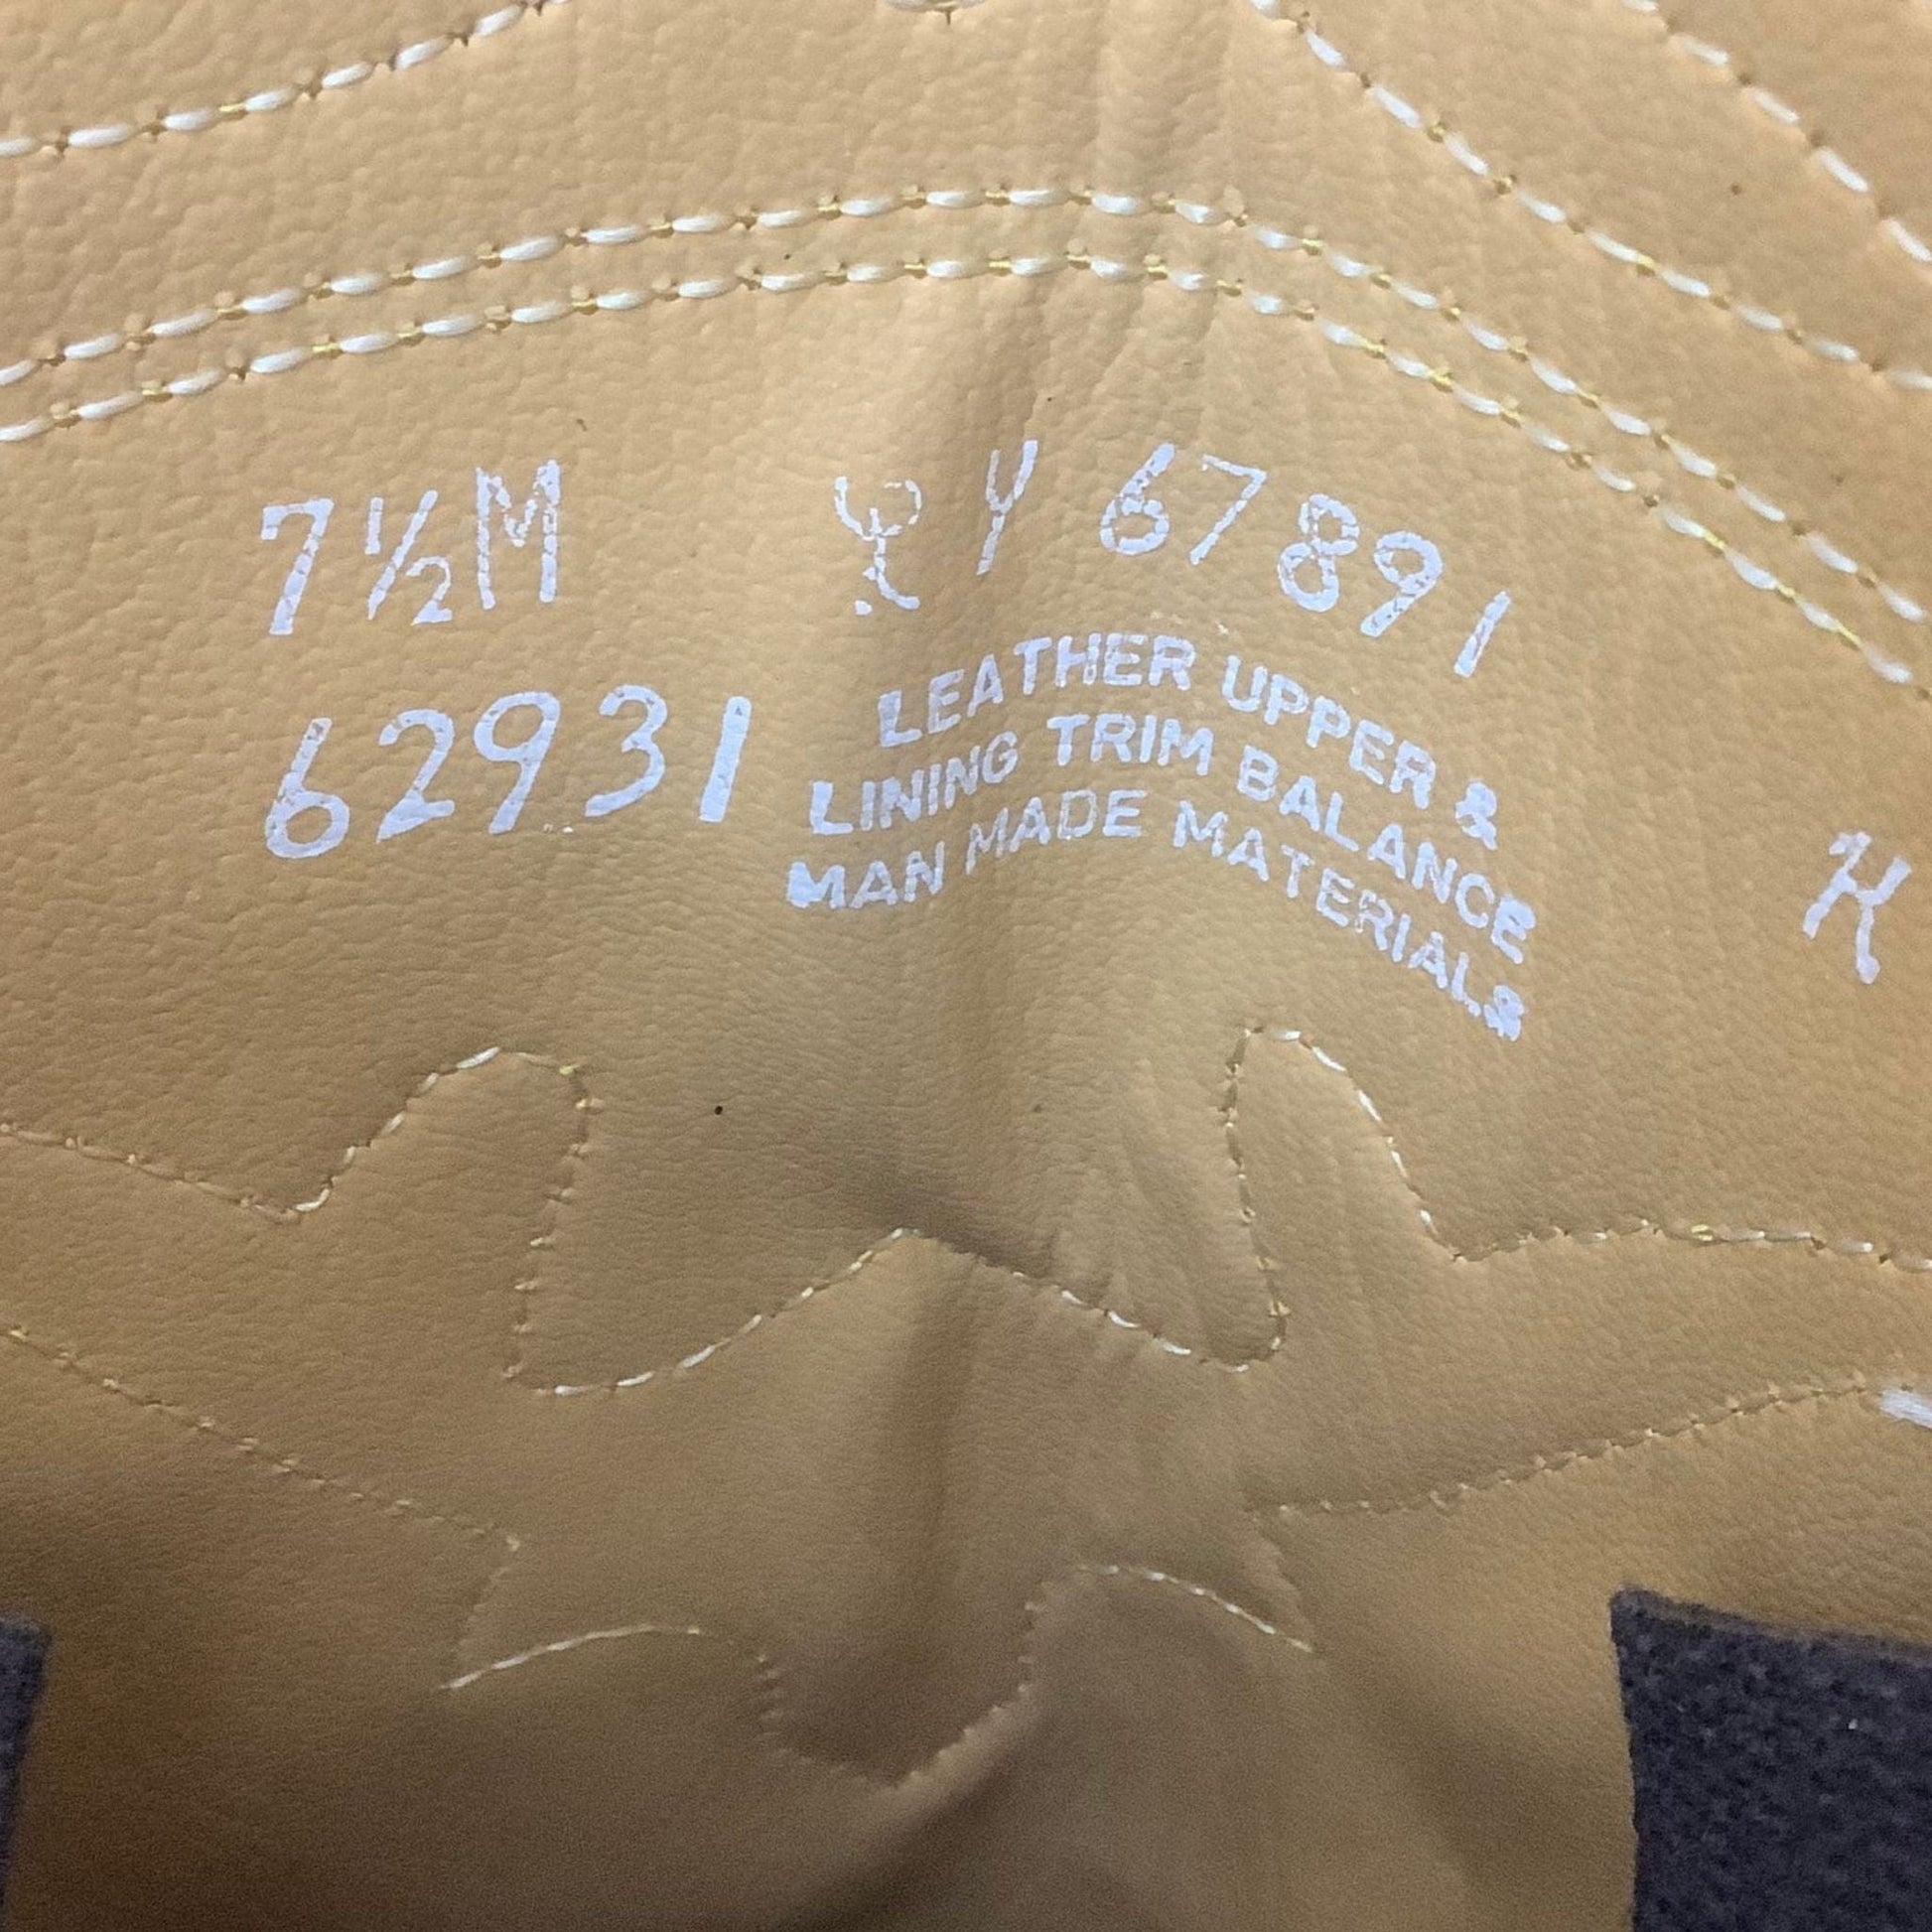 7½M Y 67891
62931
LEATHER UPPER &
LINING TRIM BALANCE
MAN MADE MATERIALS
K